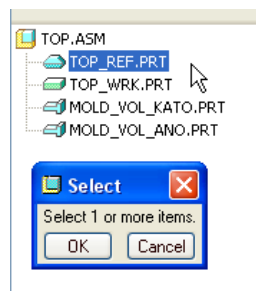 TOP.ASM
TOP_REF.PRT
TOP_WRK.PRT
MOLD_VOL_KATO.PRT
MOLD_VOL_ANO.PRT
Select
Select 1 or more items.
OK Cancel